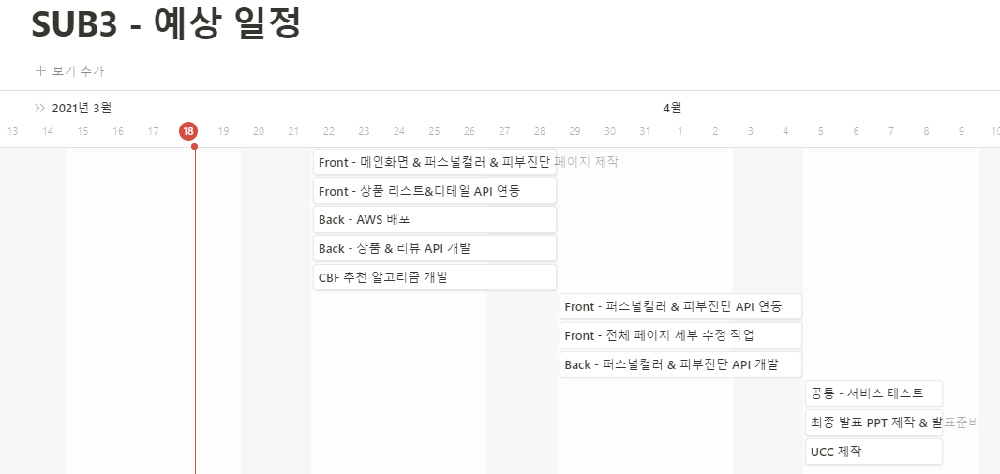 SUB3 - 예상 일정
보기 추가
2021년 3월 4월
13 14 15 16 17 18 19 20 21 22 23 24 25 26 27 28 29 30 31 1 2 3 4 5 6 7 8 9 10
Front - 메인화면 & 퍼스널컬러 & 피부진단 페이지 제작
Front - 상품 리스트&디테일 API 연동
Back - AWS 배포
Back - 상품 & 리뷰 API 개발
CBF 추천 알고리즘 개발
Front - 퍼스널컬러 & 피부진단 API 연동
Front - 전체 페이지 세부 수정 작업
Back - 퍼스널컬러 & 피부진단 API 개발
공통 - 서비스 테스트
최종 발표 PPT 제작 & 발표준비
UCC 제작